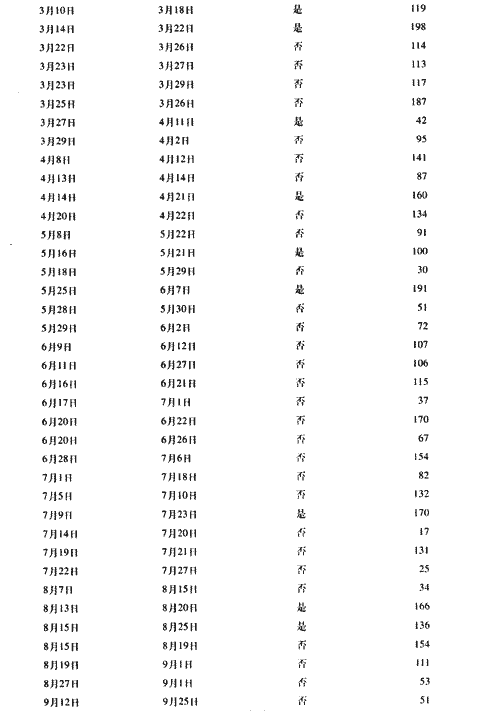 3月10日 3月18日 是 119
3月14日 3月22日 是 198
3月22日 3月26日 否 114
3月23日 3月27日 否 113
3月23日 3月29日 否 117
3月25日 3月26日 否 187
3月27日 4月11日 是 42
3月29日 4月2日 否 95
4月8日 4月12日 否 141
4月13日 4月14日 否 87
4月14日 4月21日 是 160
4月20日 4月22日 否 134
5月8日 5月22日 否 91
5月16日 5月21日 是 100
5月18日 5月29日 否 30
5月25日 6月7日 是 191
5月28日 5月30日 否 51
5月29日 6月2日 否 72
6月9日 6月12日 否 107
6月11日 6月27日 否 106
6月16日 6月21日 否 115
6月17日 7月1日 否 37
6月20日 6月22日 否 170
6月20日 6月26日 否 67
6月28日 7月6日 否 154
7月1日 7月18日 否 82
7月5日 7月10日 否 132
7月9日 7月23日 是 170
7月14日 7月20日 否 17
7月19日 7月21日 否 131
7月22日 7月27日 否 25
8月7日 8月15日 否 34
8月13日 8月20日 是 166
8月15日 8月25日 是 136
8月15日 8月19日 否 154
8月19日 9月1日 否 111
8月27日 9月1日 否 53
9月12日 9月25日 否 51